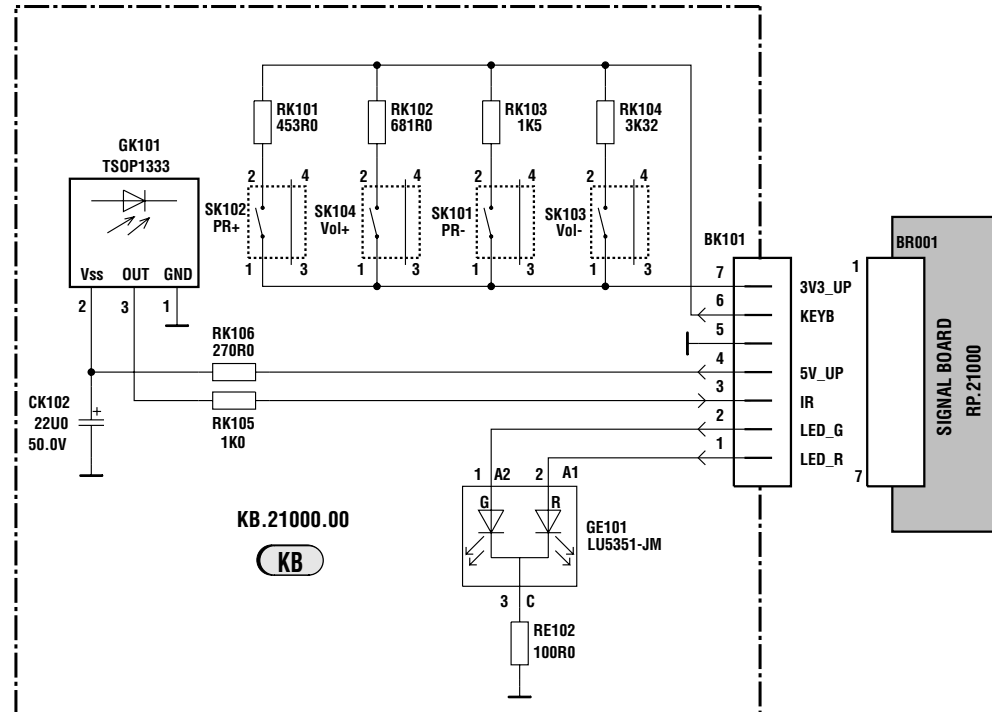 RK101
453R0
RK102
681R0
RK103
1K5
RK104
3K32
GK101
TSOP1333
2 4
2 4
2 4
2 4
SK102
PR+
SK104
Vol+
SK101
PR-
SK103
Vol-
1 3
1 3
1 3
1 3
Vss OUT GND
2 3 1
BK101
7 3V3_UP
6 KEYB
5
4 5V_UP
3 IR
2 LED_G
1 LED_R
BR001
1
7
SIGNAL BOARD
RP.21000
RK106
270R0
RK105
1K0
CK102
22U0
50.0V
+
1 A2 2 A1
G R
GE101
LU5351-JM
3 C
RE102
100R0
KB.21000.00
KB